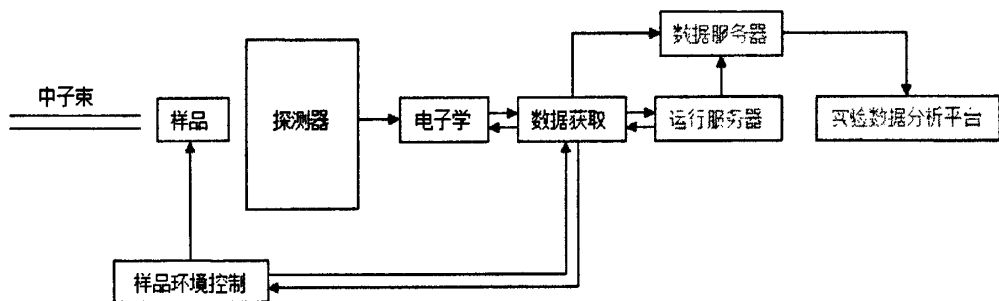 数据服务器
中子束
样品
探测器
电子学
数据获取
运行服务器
实验数据分析平台
样品环境控制